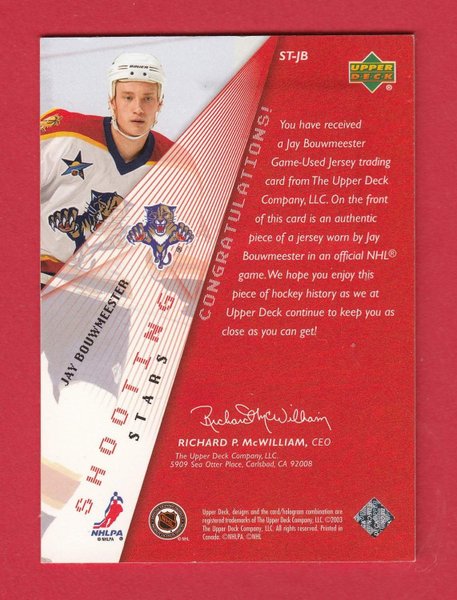 ST-JB
UPPER
DECK
®
BAUER
CONGRATULATIONS!
You have received
a Jay Bouwmeester
Game-Used Jersey trading
card from The Upper Deck
Company, LLC. On the front
of this card is an authentic
piece of a jersey worn by Jay
Bouwmeester in an official NHL®
game. We hope you enjoy this
piece of hockey history as we at
Upper Deck continue to keep you as
close as you can get!
JAY BOUWMEESTER
SHOOTING
STARS
Richard McWilliam
RICHARD P. McWILLIAM, CEO
The Upper Deck Company, LLC.
5909 Sea Otter Place, Carlsbad, CA 92008
NHLPA
©NHLPA
©NHL
Upper Deck, designs and the card/hologram combination are
registered trademarks of The Upper Deck Company, LLC. ©2003
The Upper Deck Company, LLC. All rights reserved. Printed in
Canada. ©NHLPA. ©NHL